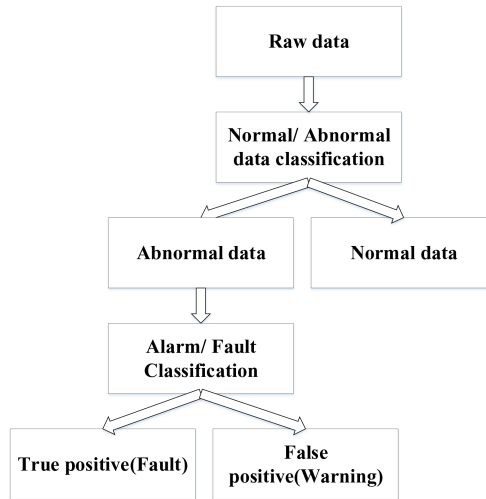 Raw data
Normal/ Abnormal
data classification
Abnormal data
Normal data
Alarm/ Fault
Classification
True positive(Fault)
False
positive(Warning)